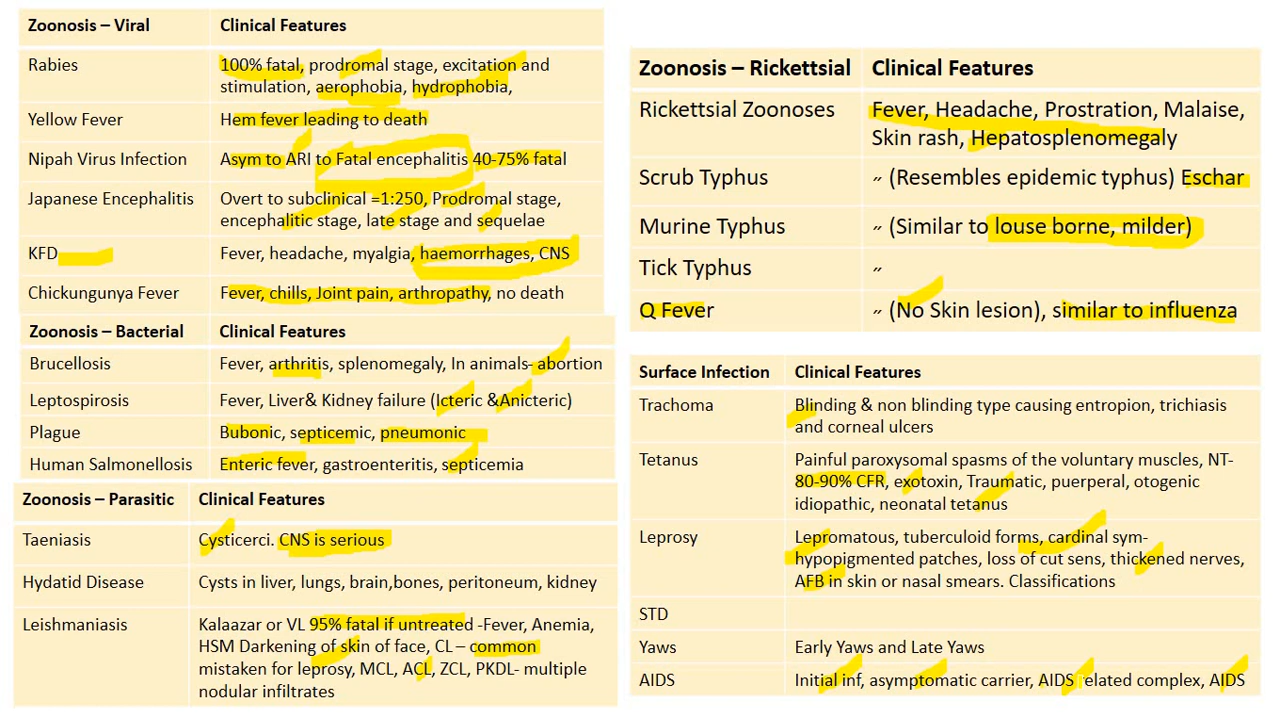 Zoonosis – Viral Clinical Features
Rabies 100% fatal, prodromal stage, excitation and
stimulation, aerophobia, hydrophobia,
Yellow Fever Hem fever leading to death
Nipah Virus Infection Asym to ARI to Fatal encephalitis 40-75% fatal
Japanese Encephalitis Overt to subclinical =1:250, Prodromal stage,
encephalitic stage, late stage and sequelae
KFD Fever, headache, myalgia, haemorrhages, CNS
Chickungunya Fever Fever, chills, Joint pain, arthropathy, no death
Zoonosis – Bacterial Clinical Features
Brucellosis Fever, arthritis, splenomegaly, In animals- abortion
Leptospirosis Fever, Liver& Kidney failure (Icteric &Anicteric)
Plague Bubonic, septicemic, pneumonic
Human Salmonellosis Enteric fever, gastroenteritis, septicemia
Zoonosis – Parasitic Clinical Features
Taeniasis Cysticerci. CNS is serious
Hydatid Disease Cysts in liver, lungs, brain,bones, peritoneum, kidney
Leishmaniasis Kalaazar or VL 95% fatal if untreated -Fever, Anemia,
HSM Darkening of skin of face, CL – common
mistaken for leprosy, MCL, ACL, ZCL, PKDL- multiple
nodular infiltrates
Zoonosis – Rickettsial Clinical Features
Rickettsial Zoonoses Fever, Headache, Prostration, Malaise,
Skin rash, Hepatosplenomegaly
Scrub Typhus 〃 (Resembles epidemic typhus) Eschar
Murine Typhus 〃 (Similar to louse borne, milder)
Tick Typhus 〃
Q Fever 〃 (No Skin lesion), similar to influenza
Surface Infection Clinical Features
Trachoma Blinding & non blinding type causing entropion, trichiasis
and corneal ulcers
Tetanus Painful paroxysomal spasms of the voluntary muscles, NT-
80-90% CFR, exotoxin, Traumatic, puerperal, otogenic
idiopathic, neonatal tetanus
Leprosy Lepromatous, tuberculoid forms, cardinal sym-
hypopigmented patches, loss of cut sens, thickened nerves,
AFB in skin or nasal smears. Classifications
STD
Yaws Early Yaws and Late Yaws
AIDS Initial inf, asymptomatic carrier, AIDS related complex, AIDS